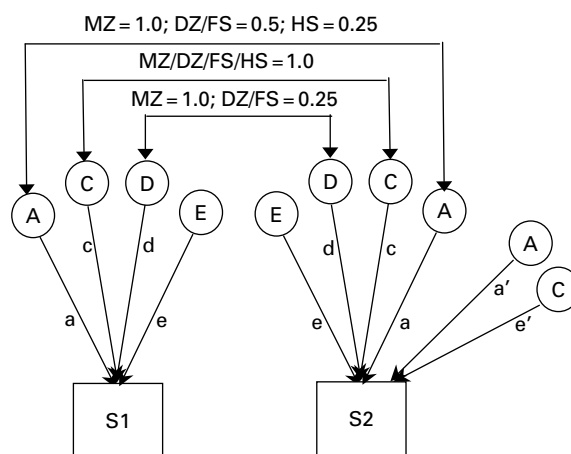 MZ = 1.0; DZ/FS = 0.5; HS = 0.25
MZ/DZ/FS/HS = 1.0
MZ = 1.0; DZ/FS = 0.25
A C D E E D C A A C
c d d c a′
a e e a e′
S1 S2